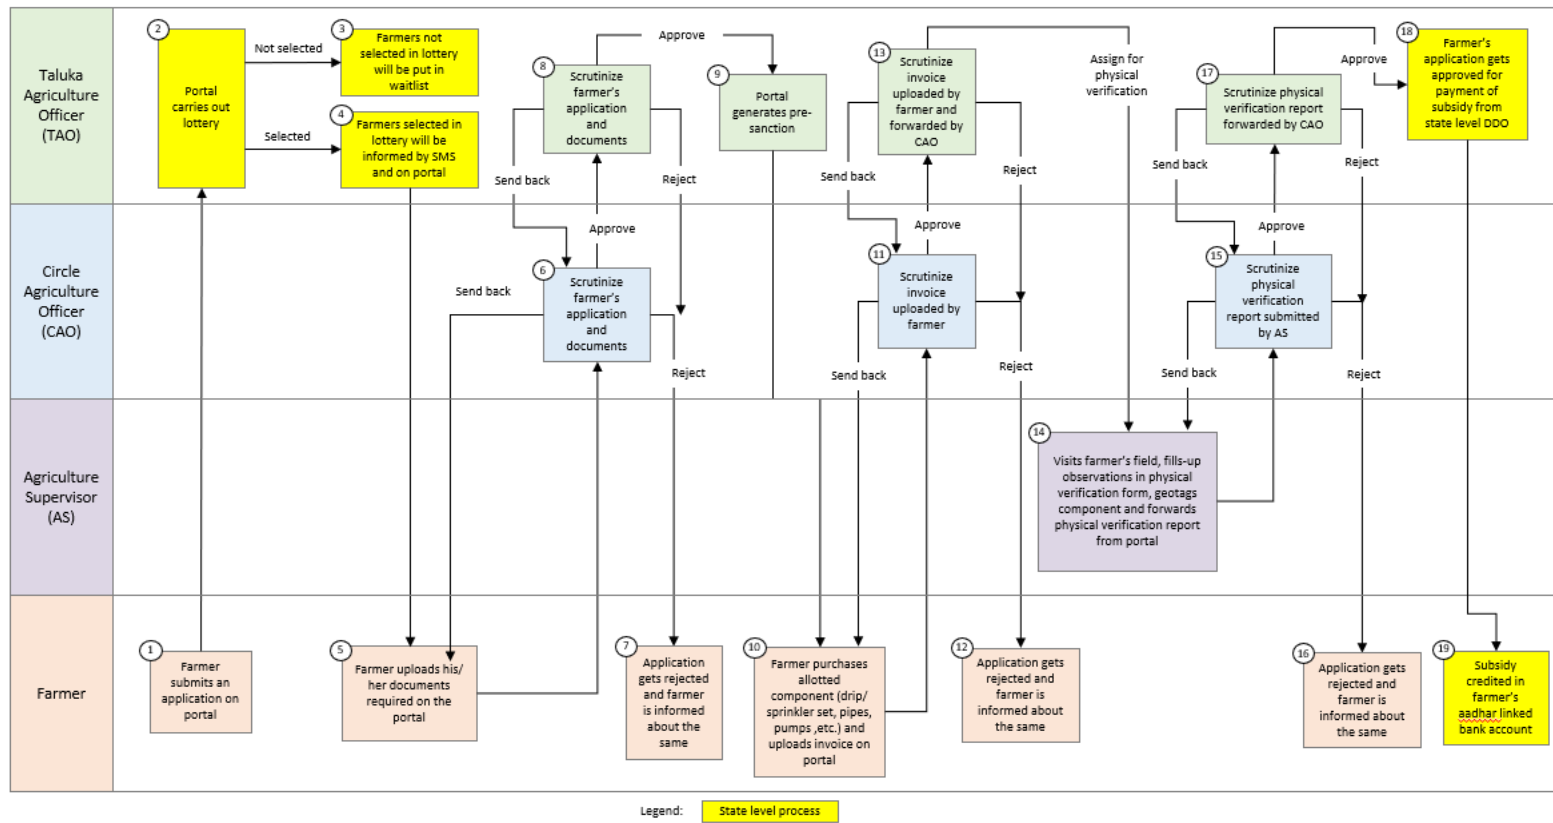 Taluka
Agriculture
Officer
(TAO)
2
Portal
carries out
lottery
Not selected
Selected
3
Farmers not
selected in lottery
will be put in
waitlist
4
Farmers selected in
lottery will be
informed by SMS
and on portal
8
Scrutinize
farmer's
application
and
documents
Approve
Send back
Reject
9
Portal
generates pre-
sanction
13
Scrutinize
invoice
uploaded by
farmer and
forwarded by
CAO
Send back
Reject
Assign for
physical
verification
17
Scrutinize physical
verification report
forwarded by CAO
Approve
Send back
Reject
18
Farmer's
application gets
approved for
payment of
subsidy from
state level DDO
Circle
Agriculture
Officer
(CAO)
Approve
6
Scrutinize
farmer's
application
and
documents
Send back
Reject
Approve
11
Scrutinize
invoice
uploaded by
farmer
Send back
Reject
Approve
15
Scrutinize
physical
verification
report submitted
by AS
Send back
Reject
Agriculture
Supervisor
(AS)
14
Visits farmer's field, fills-up
observations in physical
verification form, geotags
component and forwards
physical verification report
from portal
Farmer
1
Farmer
submits an
application on
portal
5
Farmer uploads his/
her documents
required on the
portal
7
Application
gets rejected
and farmer
is informed
about the
same
10
Farmer purchases
allotted
component (drip/
sprinkler set, pipes,
pumps ,etc.) and
uploads invoice on
portal
12
Application gets
rejected and
farmer is
informed about
the same
16
Application gets
rejected and
farmer is
informed about
the same
19
Subsidy
credited in
farmer's
aadhar linked
bank account
Legend:
State level process